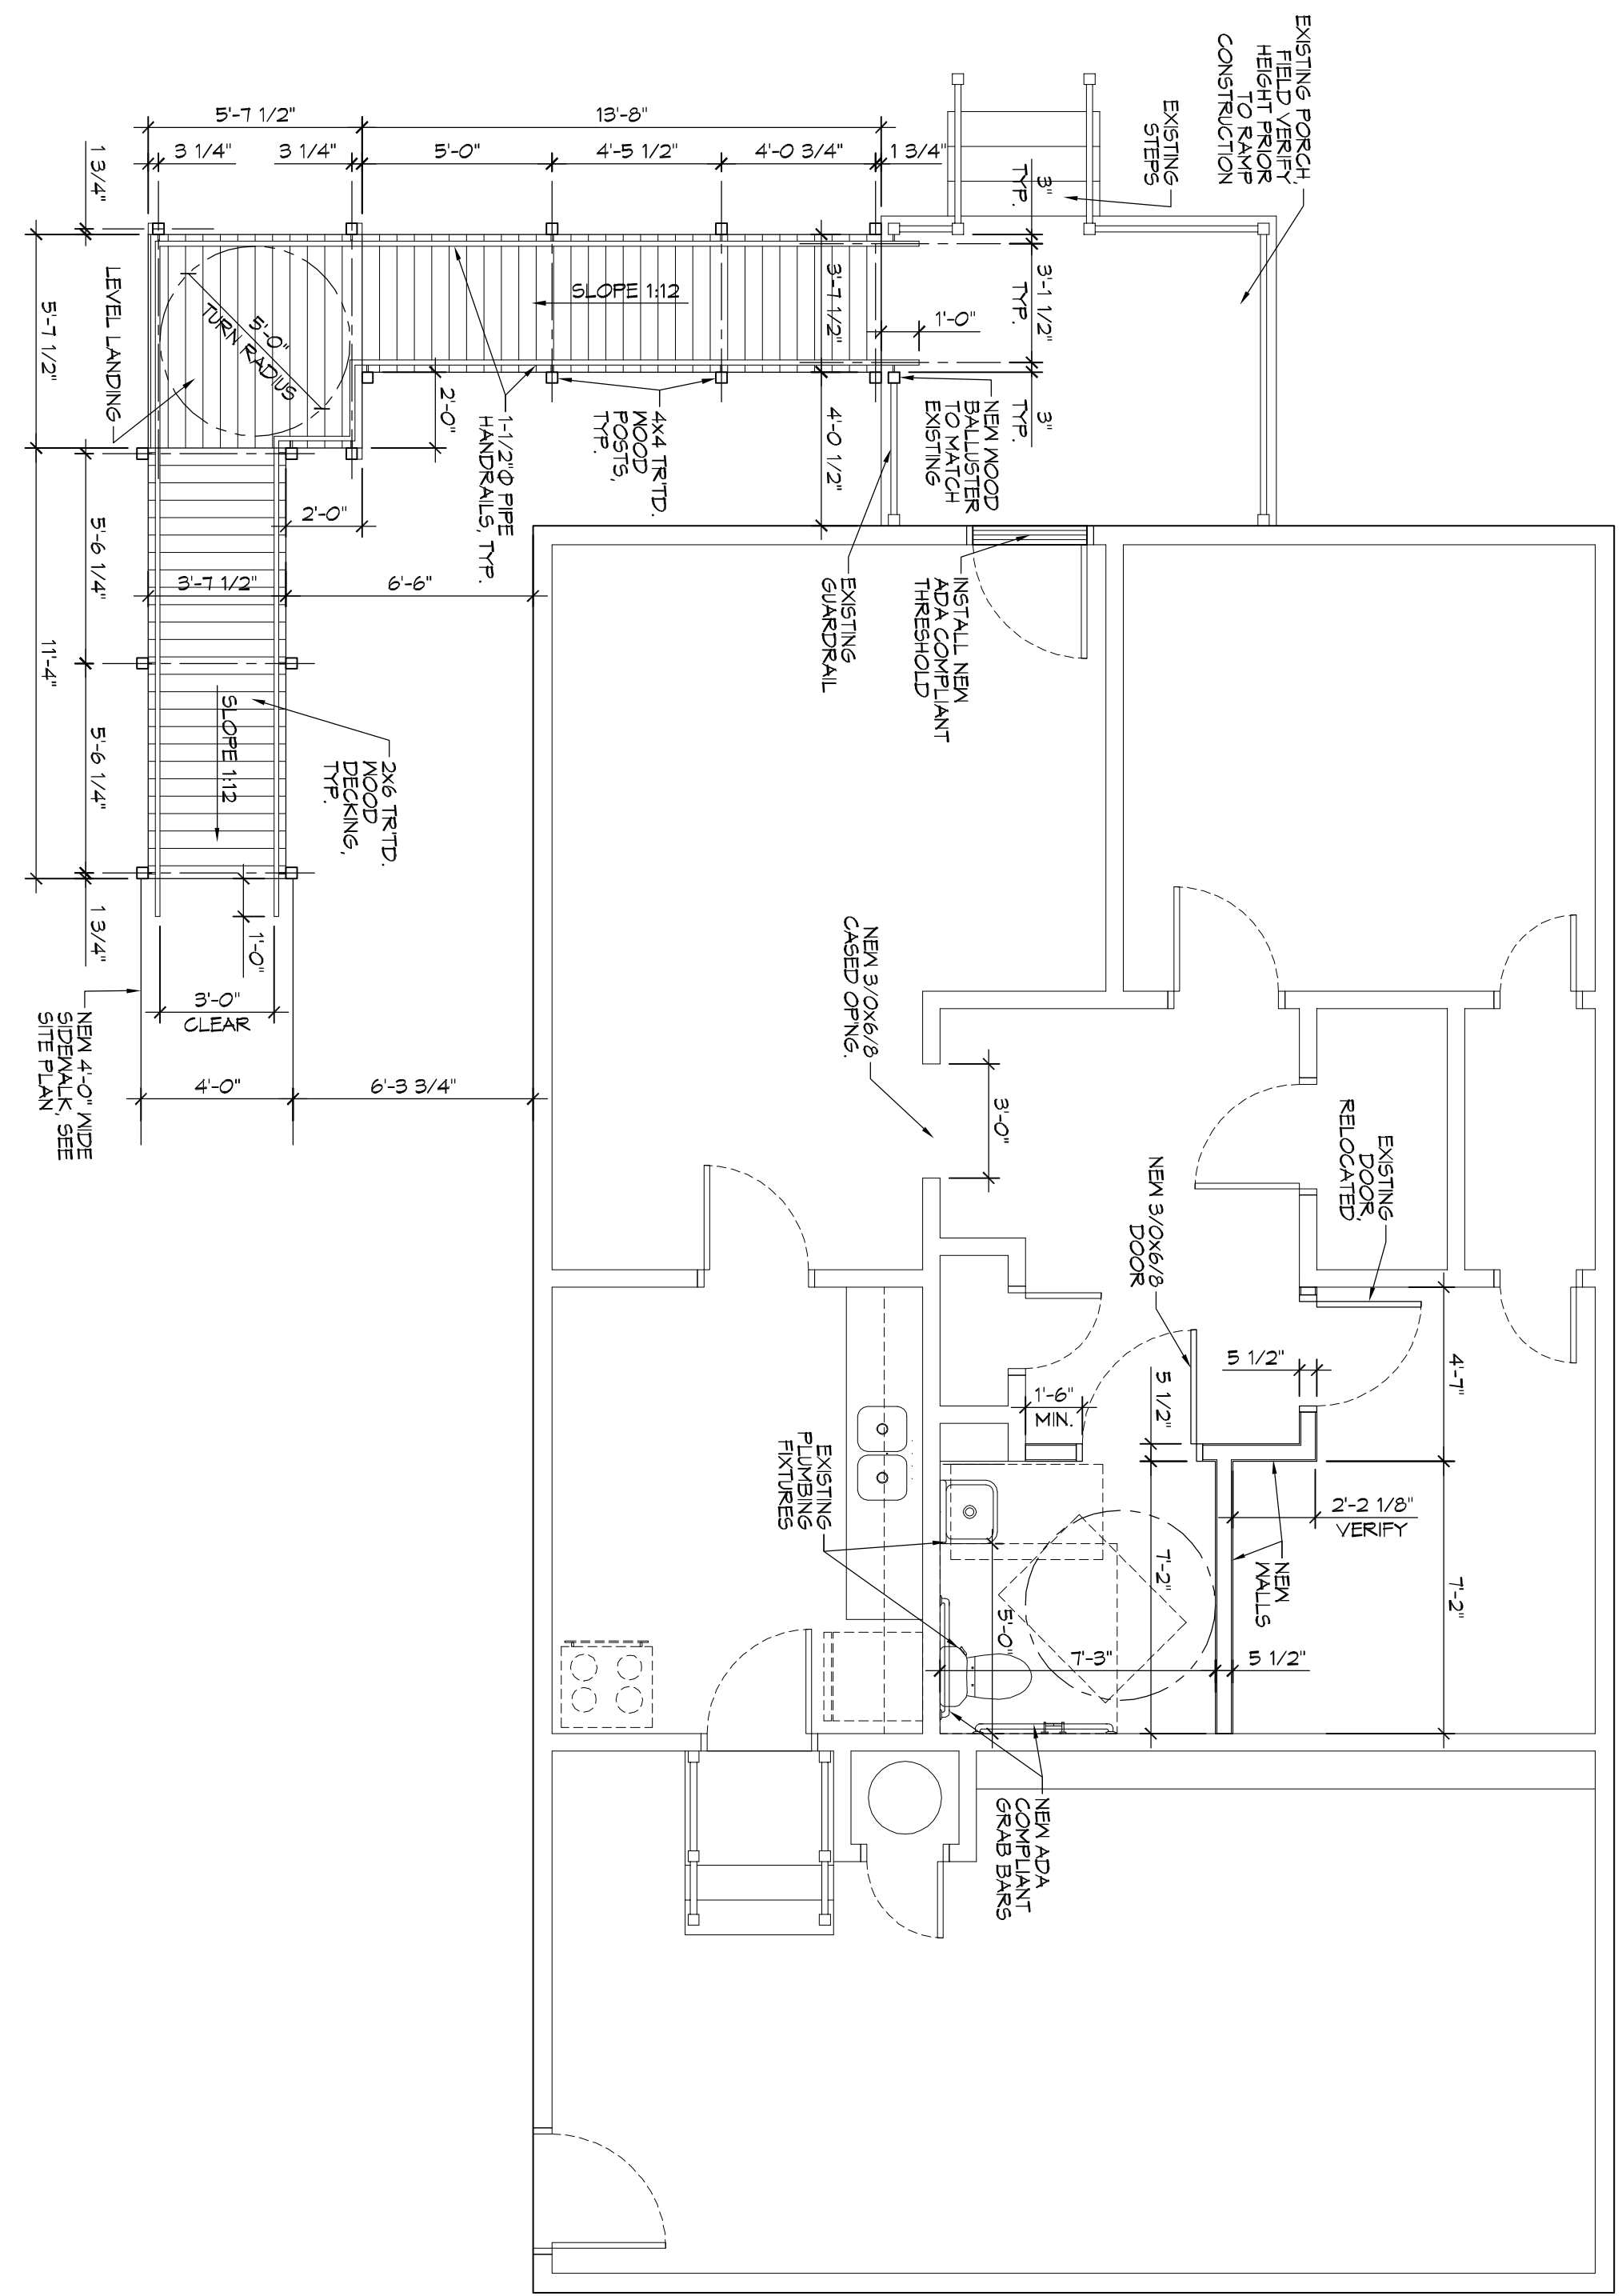 EXISTING PORCH,
FIELD VERIFY
HEIGHT PRIOR
TO RAMP
CONSTRUCTION
EXISTING
STEPS
5'-7 1/2"
13'-8"
1 3/4"
3 1/4"
3 1/4"
5'-0"
4'-5 1/2"
4'-0 3/4"
1 3/4"
3"
TYP.
3'-1 1/2"
TYP.
3"
TYP.
LEVEL LANDING
5'-0"
TURN RADIUS
SLOPE 1:12
3'-7 1/2"
1'-0"
5'-7 1/2"
2'-0"
4'-0 1/2"
1-1/2"Φ PIPE
HANDRAILS, TYP.
4x4 TRTD.
WOOD
POSTS,
TYP.
NEW WOOD
BALLUSTER
TO MATCH
EXISTING
2'-0"
5'-6 1/4"
3'-7 1/2"
6'-6"
EXISTING
GUARDRAIL
INSTALL NEW
ADA COMPLIANT
THRESHOLD
11'-4"
5'-6 1/4"
SLOPE 1:12
2x6 TRTD.
WOOD
DECKING,
TYP.
1 3/4"
1'-0"
3'-0"
CLEAR
NEW 4'-0" WIDE
SIDEWALK, SEE
SITE PLAN
4'-0"
6'-3 3/4"
NEW 3/0x6/8
CASED OP'NG.
3'-0"
EXISTING
DOOR,
RELOCATED,
NEW 3/0x6/8
DOOR
5 1/2"
4'-7"
1'-6"
MIN.
5 1/2"
EXISTING
PLUMBING
FIXTURES
2'-2 1/8"
VERIFY
7'-2"
NEW
WALLS
7'-2"
5'-0"
7'-3"
5 1/2"
NEW ADA
COMPLIANT
GRAB BARS